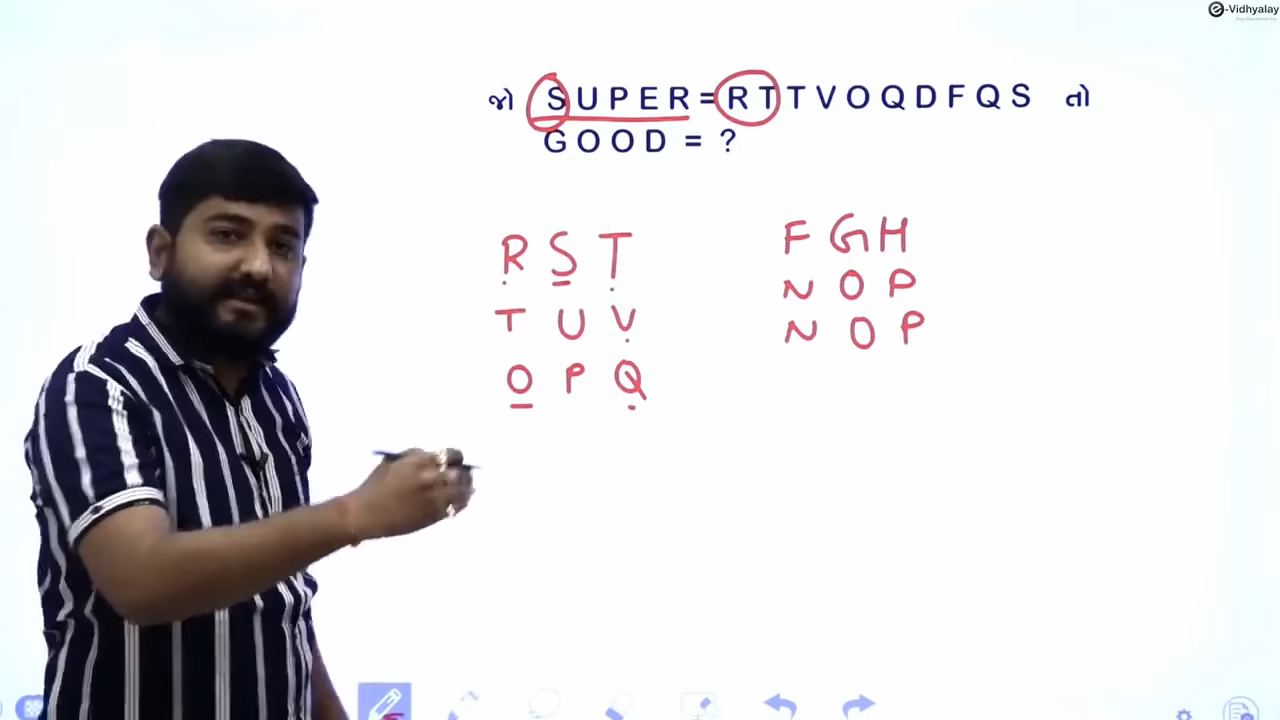 e-Vidhyalay
જો SUPER=RTTVOQDFQS તો
GOOD = ?
R S T
T U V
O P Q
F G H
N O P
N O P